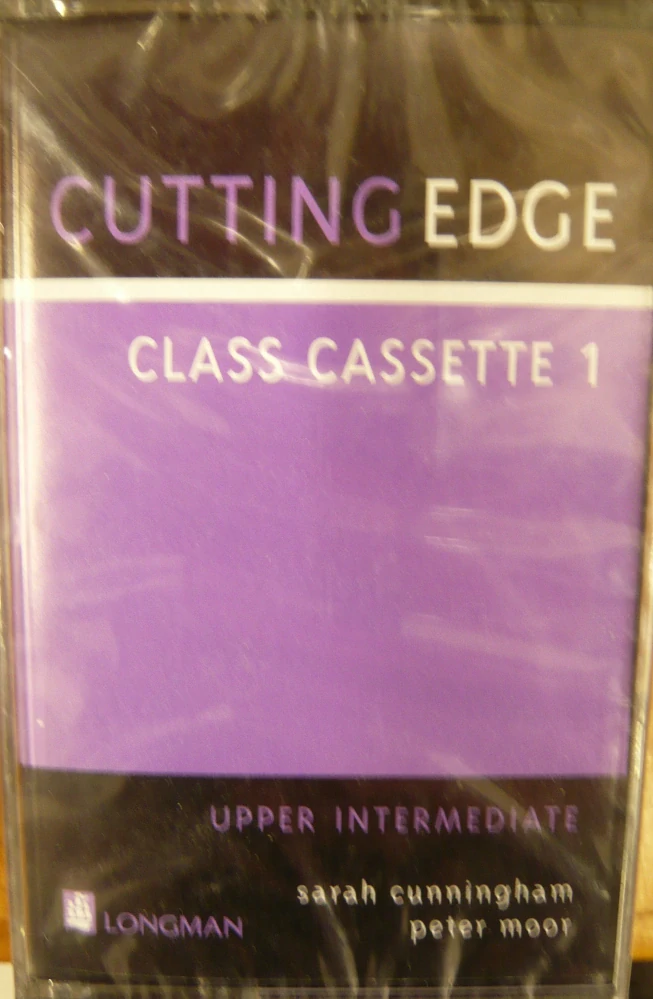 CUTTING EDGE
CLASS CASSETTE 1
UPPER INTERMEDIATE
sarah cunningham
peter moor
LONGMAN